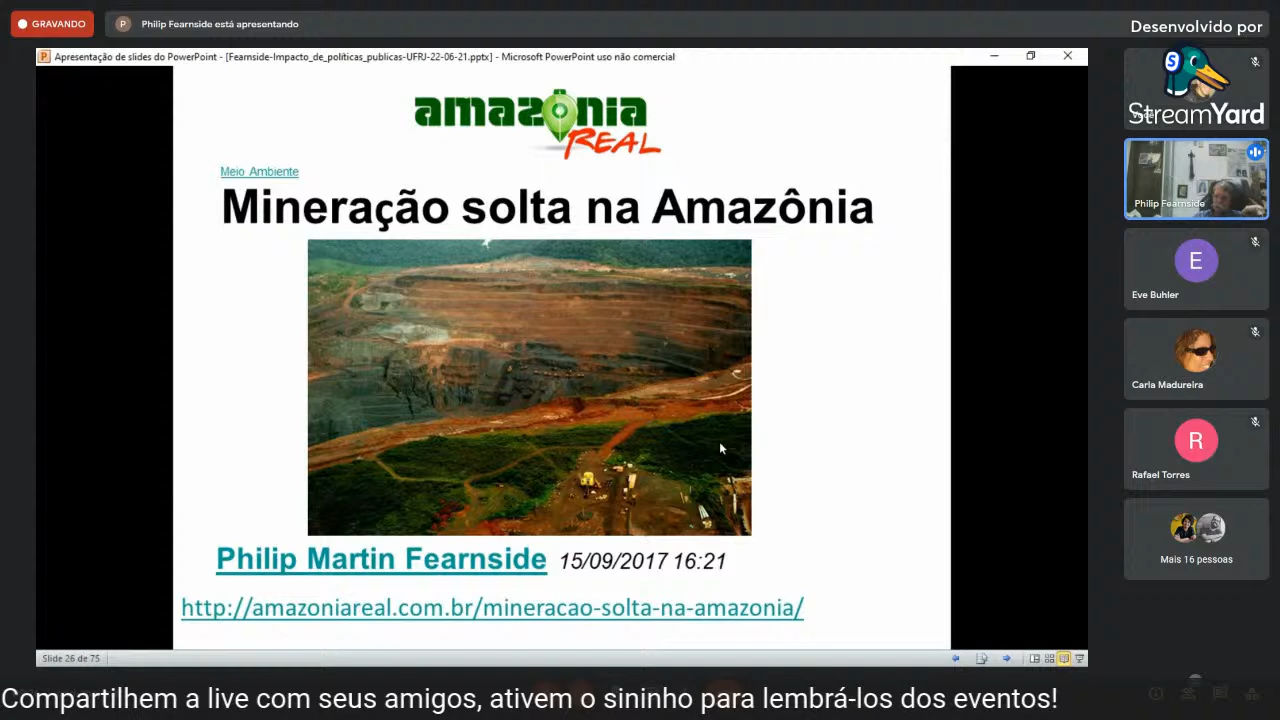 GRAVANDO
P
Philip Fearnside está apresentando
Desenvolvido por
Apresentação de slides do PowerPoint - [Fearnside-Impacto_de_politicas_publicas-UFRJ-22-06-21.pptx] - Microsoft PowerPoint uso não comercial
amazônia
REAL
Meio Ambiente
Mineração solta na Amazônia
Philip Martin Fearnside 15/09/2017 16:21
http://amazoniareal.com.br/mineracao-solta-na-amazonia/
Slide 26 de 75
S
StreamYard
Philip Fearnside
E
Eve Buhler
Carla Madureira
R
Rafael Torres
Mais 16 pessoas
Compartilhem a live com seus amigos, ativem o sininho para lembrá-los dos eventos!